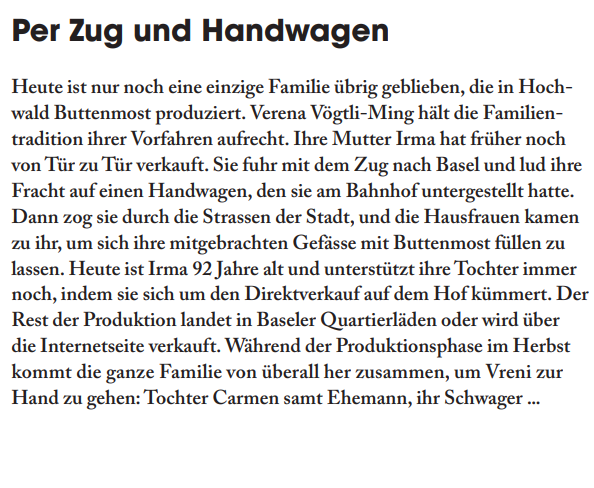 Per Zug und Handwagen
Heute ist nur noch eine einzige Familie übrig geblieben, die in Hoch-
wald Buttenmost produziert. Verena Vögtli-Ming hält die Familien-
tradition ihrer Vorfahren aufrecht. Ihre Mutter Irma hat früher noch
von Tür zu Tür verkauft. Sie fuhr mit dem Zug nach Basel und lud ihre
Fracht auf einen Handwagen, den sie am Bahnhof untergestellt hatte.
Dann zog sie durch die Strassen der Stadt, und die Hausfrauen kamen
zu ihr, um sich ihre mitgebrachten Gefässe mit Buttenmost füllen zu
lassen. Heute ist Irma 92 Jahre alt und unterstützt ihre Tochter immer
noch, indem sie sich um den Direktverkauf auf dem Hof kümmert. Der
Rest der Produktion landet in Baseler Quartierläden oder wird über
die Internetseite verkauft. Während der Produktionsphase im Herbst
kommt die ganze Familie von überall her zusammen, um Vreni zur
Hand zu gehen: Tochter Carmen samt Ehemann, ihr Schwager ...